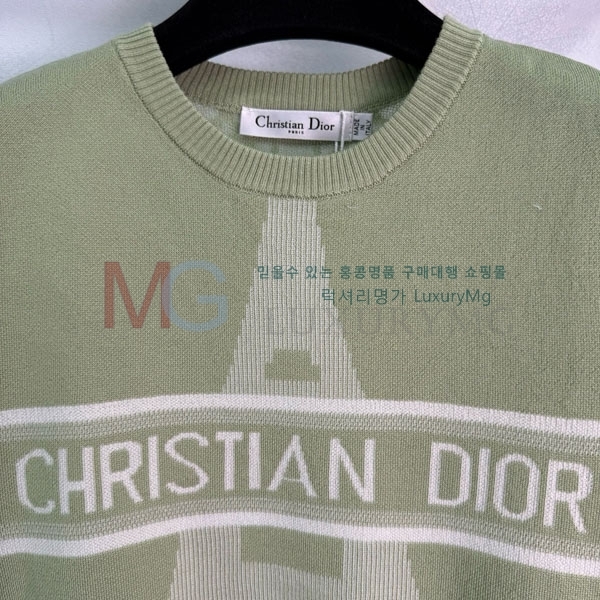 Christian Dior
PARIS
MADE
IN
ITALY
MG
믿을수 있는 홍콩명품 구매대행 쇼핑몰
럭셔리명가 LuxuryMg
LUXURYMG
CHRISTIAN DIOR